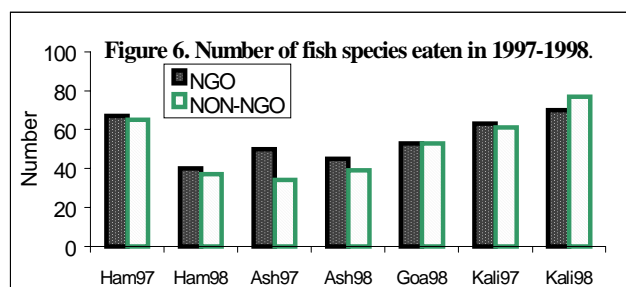 Figure 6. Number of fish species eaten in 1997-1998.
NGO
NON-NGO
Number
100
80
60
40
20
0
Ham97 Ham98 Ash97 Ash98 Goa98 Kali97 Kali98